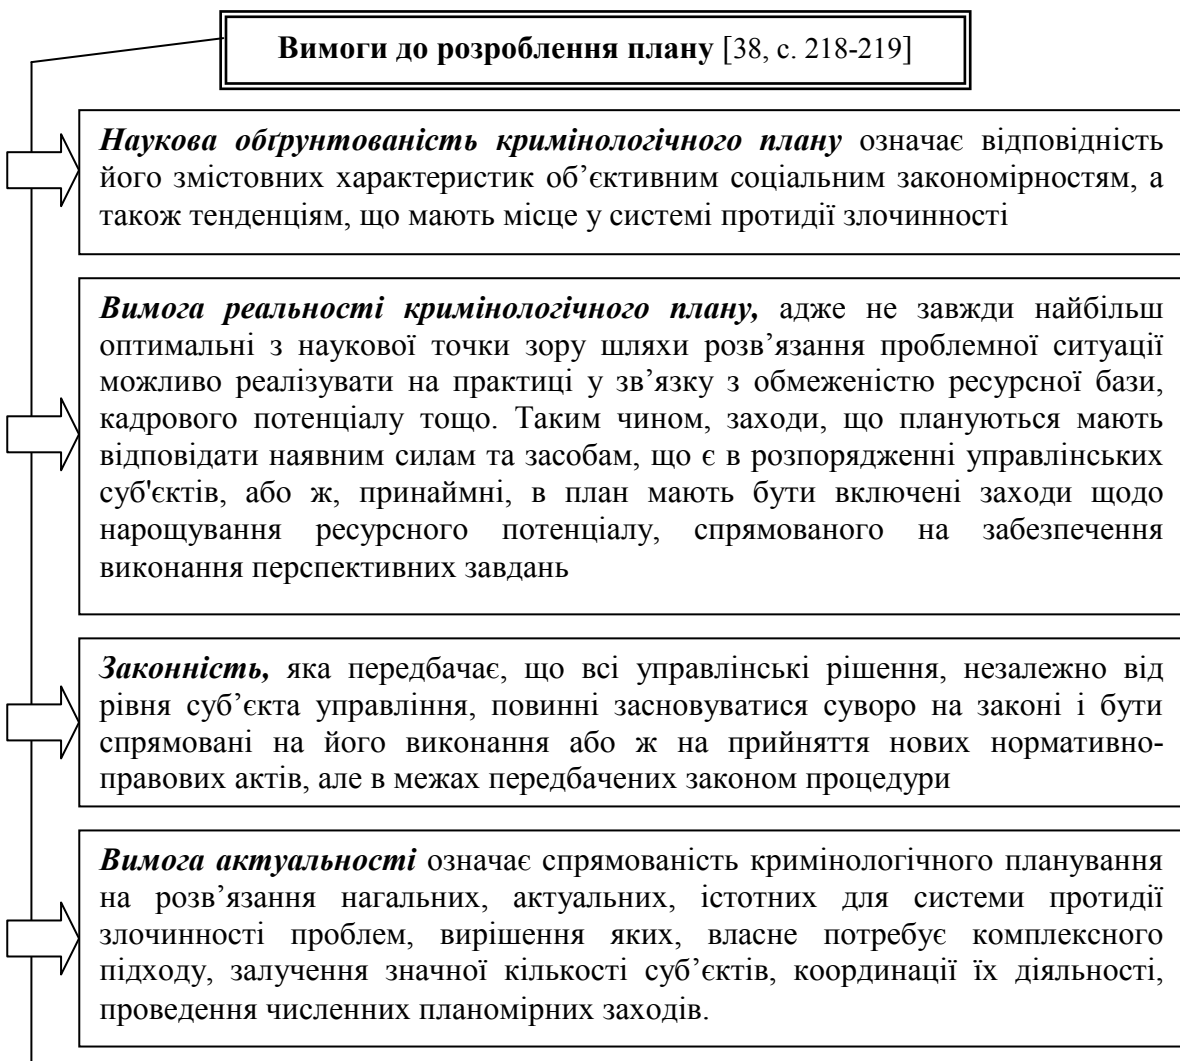 Вимоги до розроблення плану [38, с. 218-219]
Наукова обґрунтованість кримінологічного плану означає відповідність
його змістовних характеристик об’єктивним соціальним закономірностям, а
також тенденціям, що мають місце у системі протидії злочинності
Вимога реальності кримінологічного плану, адже не завжди найбільш
оптимальні з наукової точки зору шляхи розв’язання проблемної ситуації
можливо реалізувати на практиці у зв’язку з обмеженістю ресурсної бази,
кадрового потенціалу тощо. Таким чином, заходи, що плануються мають
відповідати наявним силам та засобам, що є в розпорядженні управлінських
суб'єктів, або ж, принаймні, в план мають бути включені заходи щодо
нарощування ресурсного потенціалу, спрямованого на забезпечення
виконання перспективних завдань
Законність, яка передбачає, що всі управлінські рішення, незалежно від
рівня суб’єкта управління, повинні засновуватися суворо на законі і бути
спрямовані на його виконання або ж на прийняття нових нормативно-
правових актів, але в межах передбачених законом процедури
Вимога актуальності означає спрямованість кримінологічного планування
на розв’язання нагальних, актуальних, істотних для системи протидії
злочинності проблем, вирішення яких, власне потребує комплексного
підходу, залучення значної кількості суб’єктів, координації їх діяльності,
проведення численних планомірних заходів.